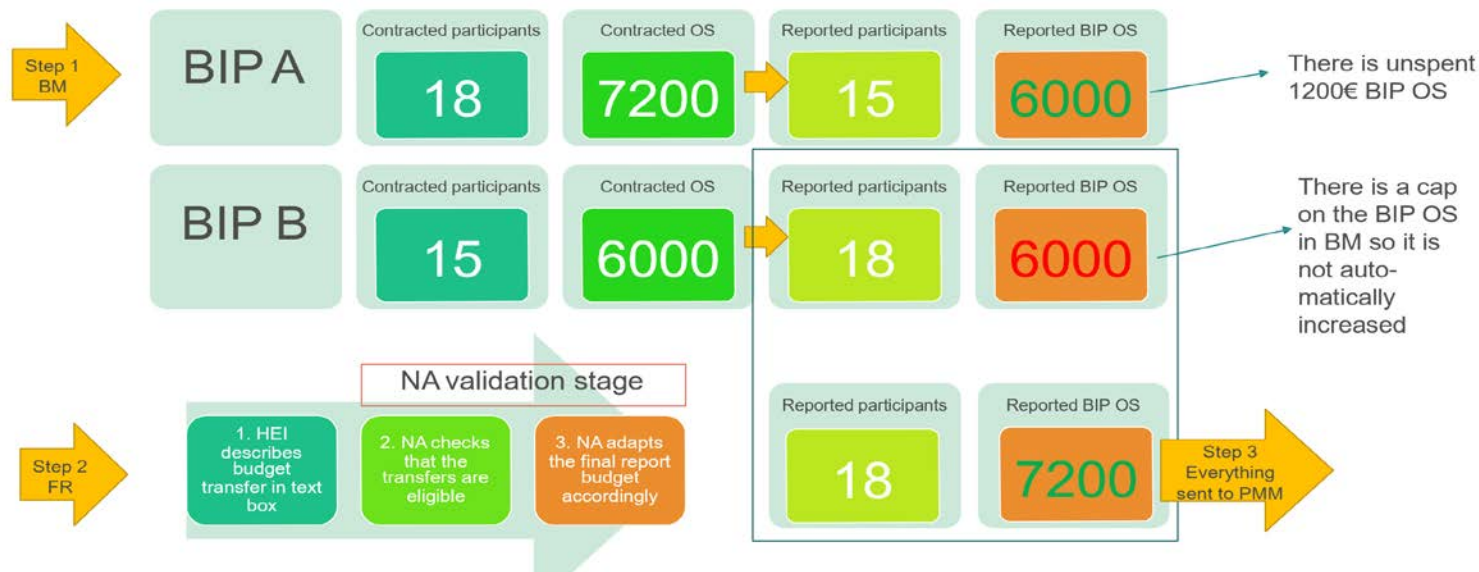 Step 1
BM
BIP A
Contracted participants
18
Contracted OS
7200
Reported participants
15
Reported BIP OS
6000
There is unspent
1200€ BIP OS
BIP B
Contracted participants
15
Contracted OS
6000
Reported participants
18
Reported BIP OS
6000
There is a cap
on the BIP OS
in BM so it is
not auto-
matically
increased
Step 2
FR
NA validation stage
1. HEI
describes
budget
transfer in text
box
2. NA checks
that the
transfers are
eligible
3. NA adapts
the final report
budget
accordingly
Reported participants
18
Reported BIP OS
7200
Step 3
Everything
sent to PMM